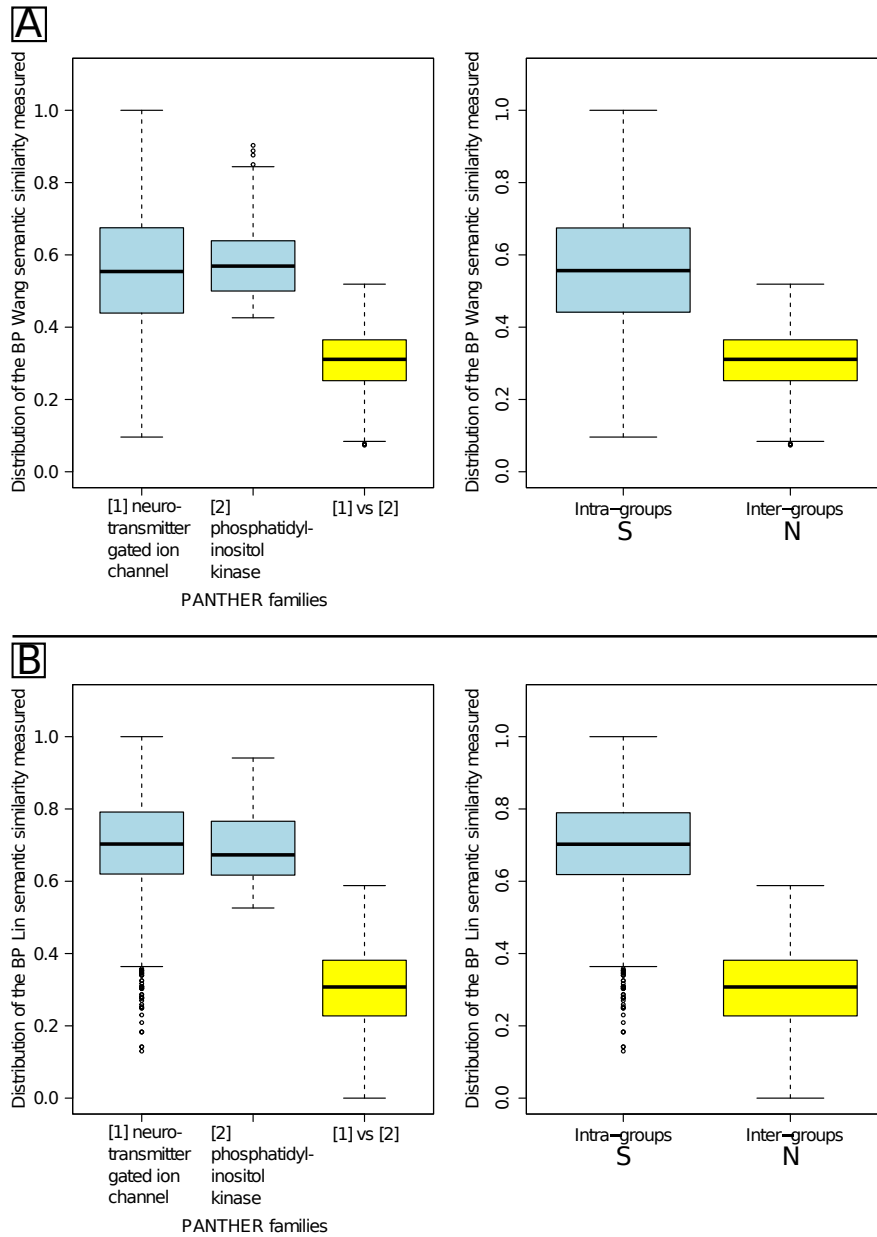 A
Distribution of the BP Wang semantic similarity measured
1.0
0.8
0.6
0.4
0.2
0.0
[1] neuro-
transmitter
gated ion
channel
[2]
phosphatidyl-
inositol
kinase
[1] vs [2]
PANTHER families
Distribution of the BP Wang semantic similarity measured
1.0
0.8
0.6
0.4
0.2
0.0
Intra−groups
S
Inter−groups
N
B
Distribution of the BP Lin semantic similarity measured
1.0
0.8
0.6
0.4
0.2
0.0
[1] neuro-
transmitter
gated ion
channel
[2]
phosphatidyl-
inositol
kinase
[1] vs [2]
PANTHER families
Distribution of the BP Lin semantic similarity measured
1.0
0.8
0.6
0.4
0.2
0.0
Intra−groups
S
Inter−groups
N